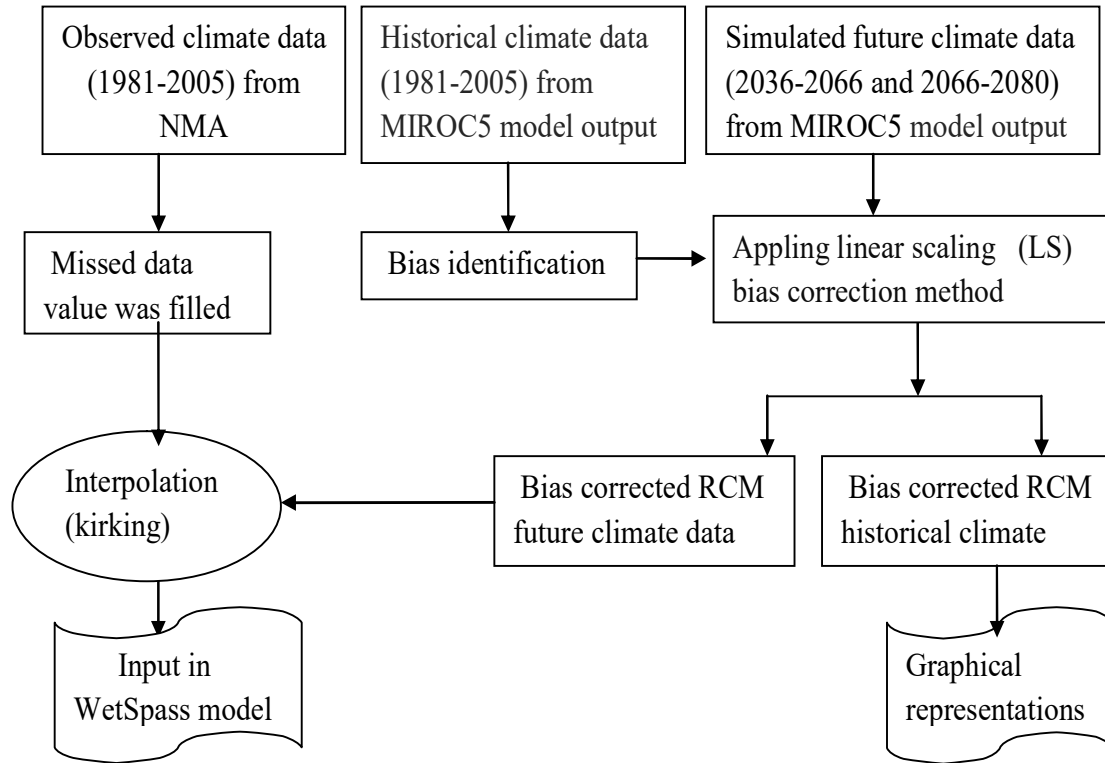 Observed climate data
(1981-2005) from
NMA
Historical climate data
(1981-2005) from
MIROC5 model output
Simulated future climate data
(2036-2066 and 2066-2080)
from MIROC5 model output
Missed data
value was filled
Bias identification
Appling linear scaling (LS)
bias correction method
Interpolation
(kirking)
Bias corrected RCM
future climate data
Bias corrected RCM
historical climate
Input in
WetSpass model
Graphical
representations